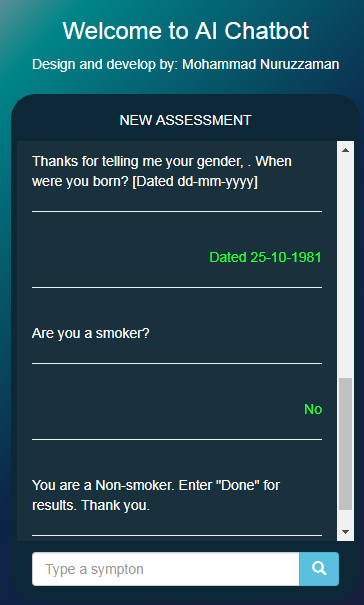 Welcome to AI Chatbot
Design and develop by: Mohammad Nuruzzaman
NEW ASSESSMENT
Thanks for telling me your gender, . When
were you born? [Dated dd-mm-yyyy]
Dated 25-10-1981
Are you a smoker?
No
You are a Non-smoker. Enter "Done" for
results. Thank you.
Type a sympton